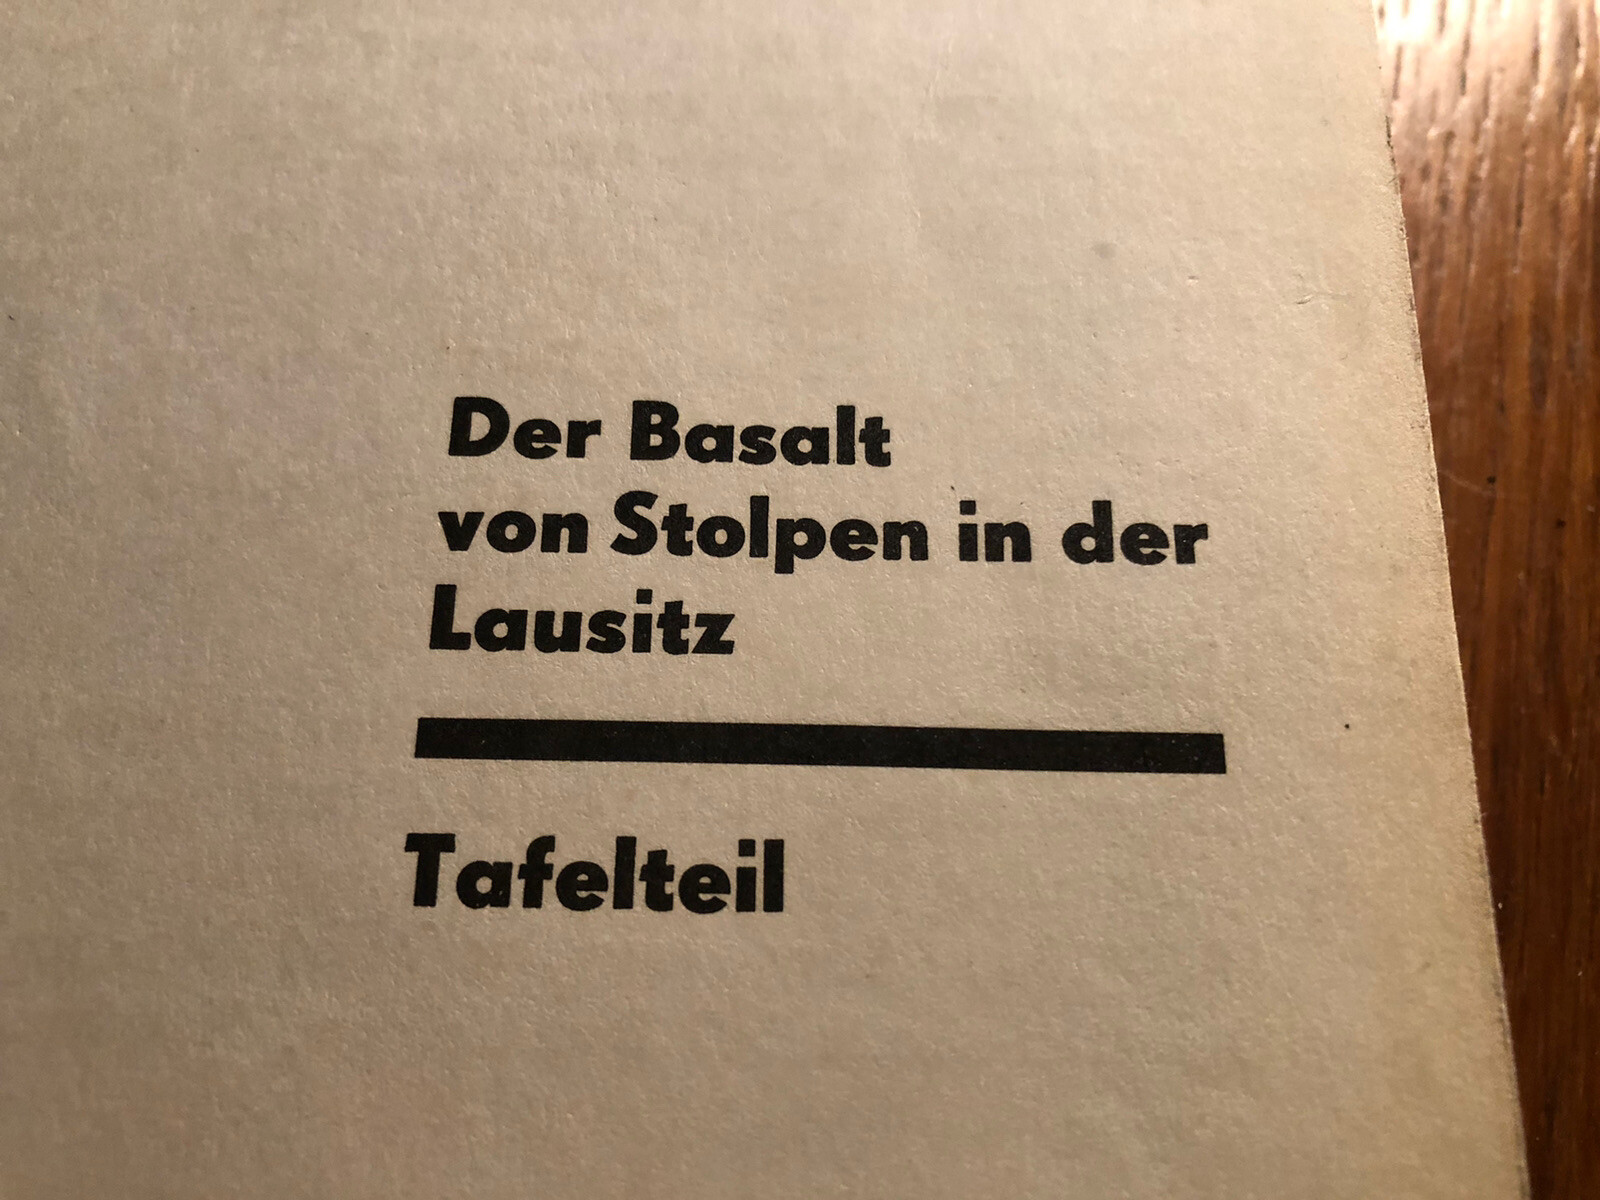 Der Basalt
von Stolpen in der
Lausitz
Tafelteil